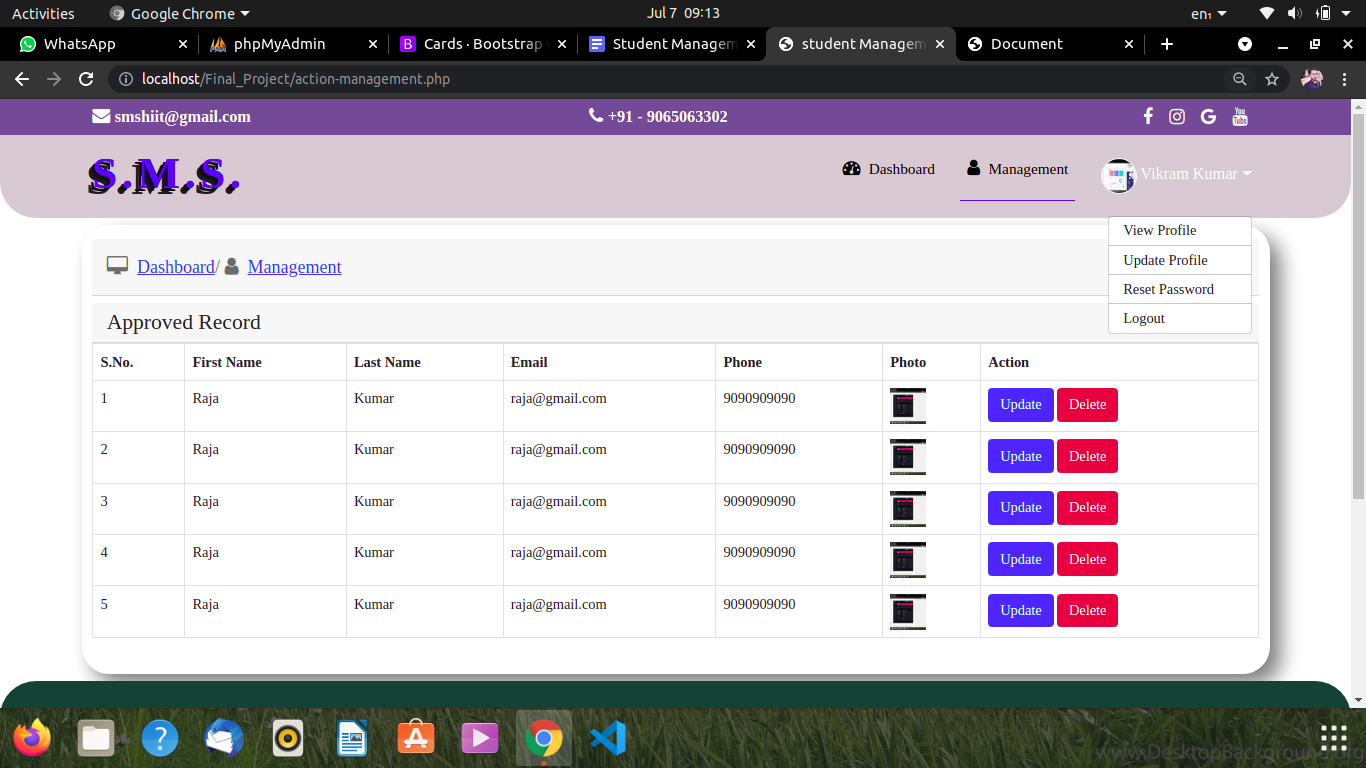 Activities Google Chrome Jul 7 09:13 en₁
WhatsApp phpMyAdmin Cards · Bootstrap Student Managem student Managem Document
localhost/Final_Project/action-management.php
smshiit@gmail.com +91 - 9065063302 You Tube
S.M.S. Dashboard Management Vikram Kumar
View Profile
Update Profile
Reset Password
Logout
Dashboard/ Management
Approved Record
S.No. First Name Last Name Email Phone Photo Action
1 Raja Kumar raja@gmail.com 9090909090 Update Delete
2 Raja Kumar raja@gmail.com 9090909090 Update Delete
3 Raja Kumar raja@gmail.com 9090909090 Update Delete
4 Raja Kumar raja@gmail.com 9090909090 Update Delete
5 Raja Kumar raja@gmail.com 9090909090 Update Delete
www.DesktopBackground.org